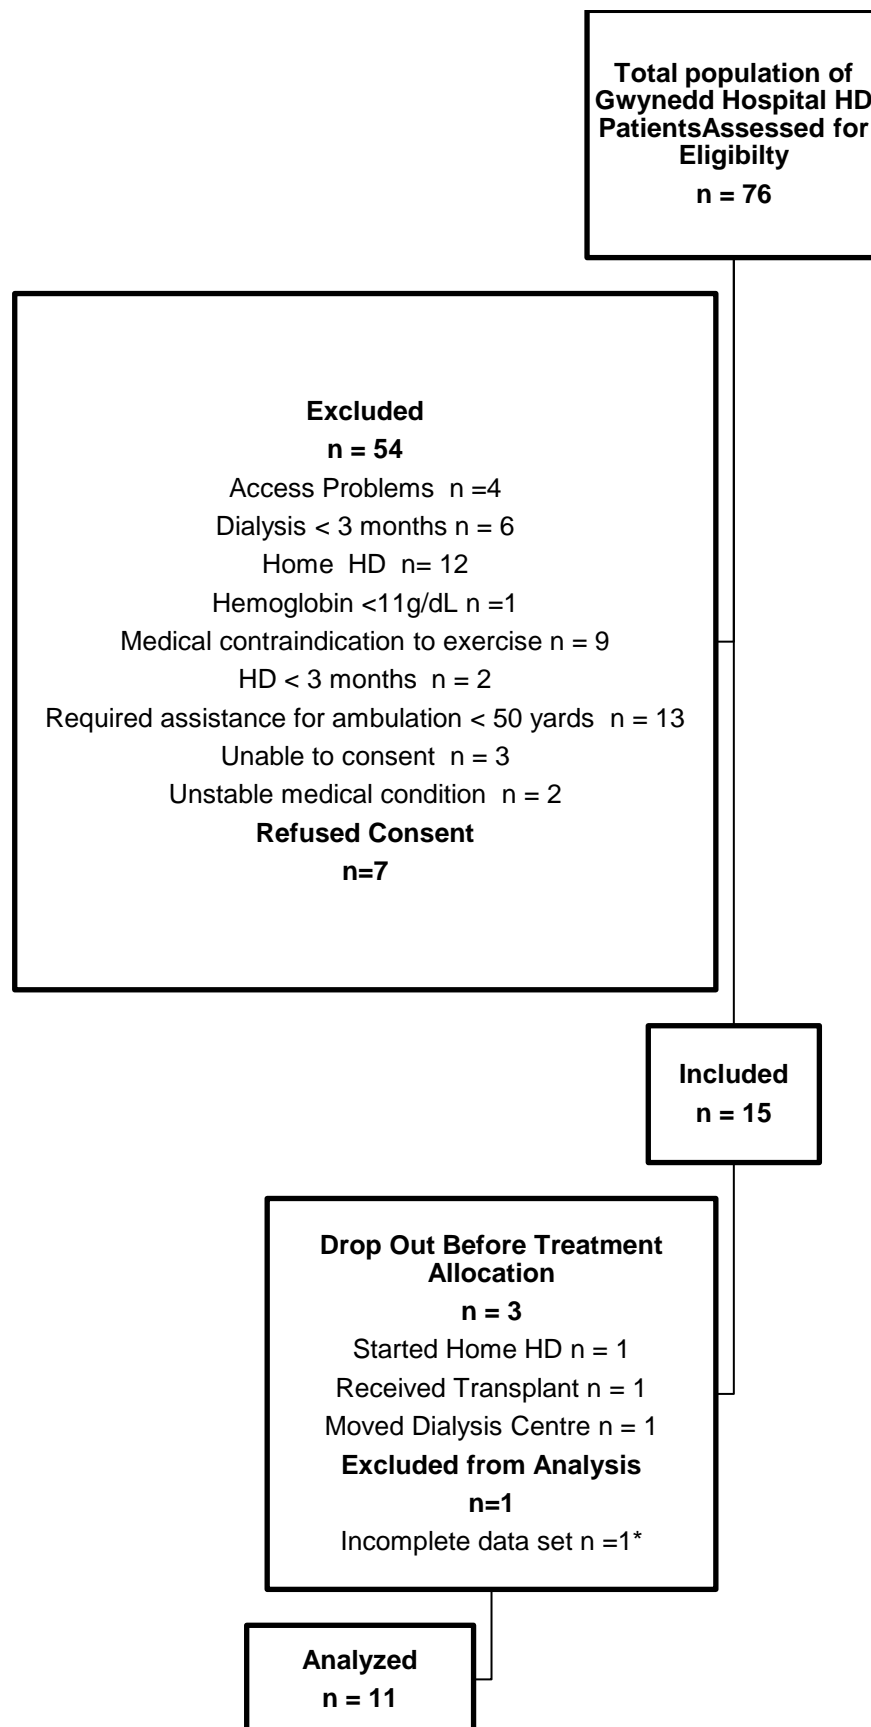 Total population of
Gwynedd Hospital HD
PatientsAssessed for
Eligibilty
n = 76
Excluded
n = 54
Access Problems  n =4
Dialysis < 3 months n = 6
Home  HD  n= 12
Hemoglobin <11g/dL n =1
Medical contraindication to exercise n = 9
HD < 3 months  n = 2
Required assistance for ambulation < 50 yards  n = 13
Unable to consent  n = 3
Unstable medical condition  n = 2
Refused Consent
n=7
Included
n = 15
Drop Out Before Treatment
Allocation
n = 3
Started Home HD n = 1
Received Transplant n = 1
Moved Dialysis Centre n = 1
Excluded from Analysis
n=1
Incomplete data set n =1*
Analyzed
n = 11